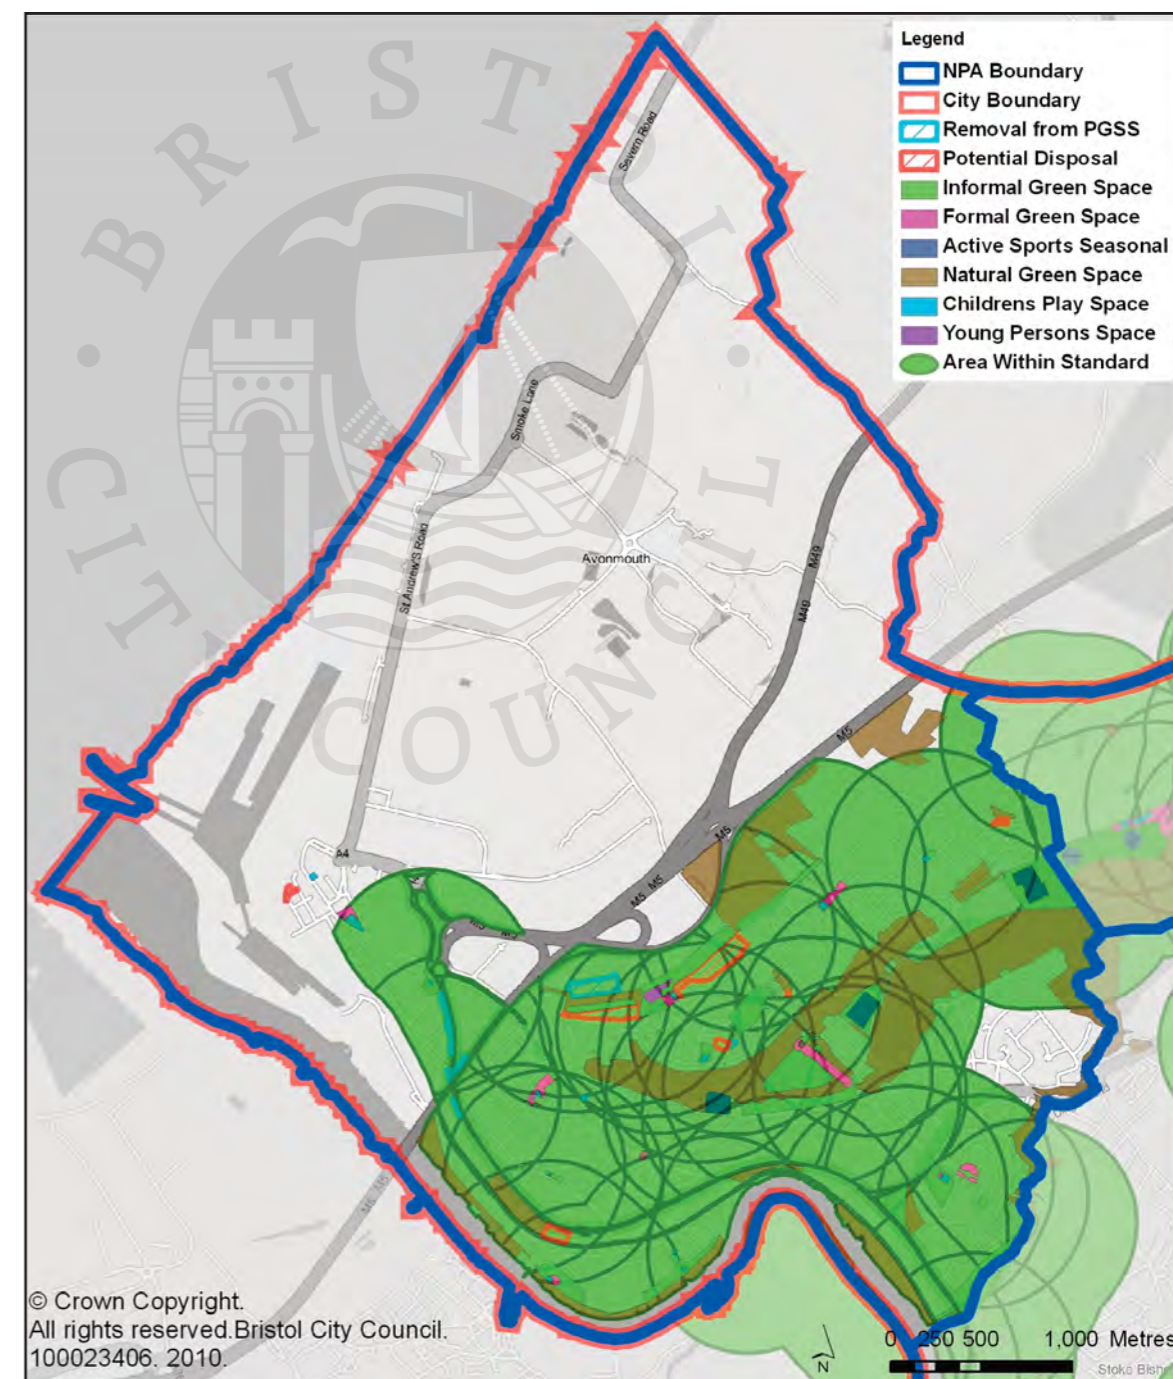 Legend
NPA Boundary
City Boundary
Removal from PGSS
Potential Disposal
Informal Green Space
Formal Green Space
Active Sports Seasonal
Natural Green Space
Childrens Play Space
Young Persons Space
Area Within Standard
BRISTOL
CITY COUNCIL
Severn Road
Smoke Lane
St Andrew'S Road
Avonmouth
M49
M49
M5
M5
A4
M5 M5
M5 M5
© Crown Copyright.
All rights reserved.Bristol City Council.
100023406. 2010.
N
0 250 500 1,000 Metres
Stoke